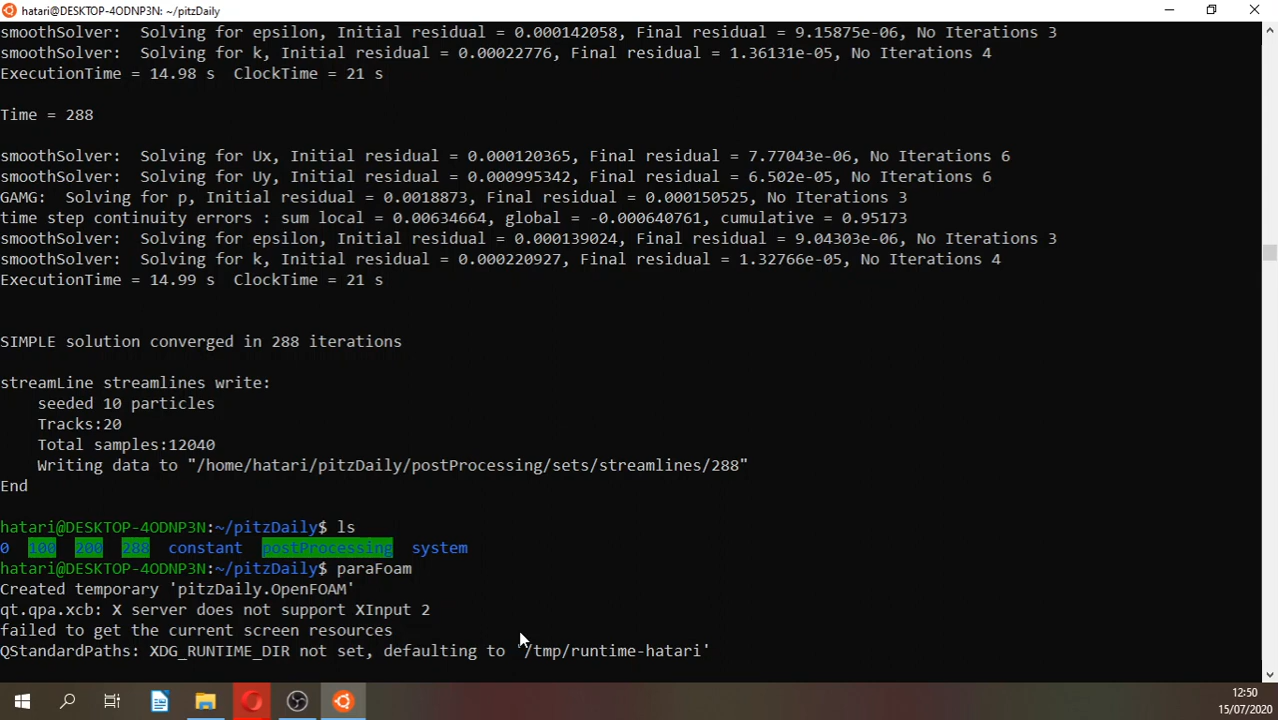 hatari@DESKTOP-4ODNP3N: ~/pitzDaily
smoothSolver:  Solving for epsilon, Initial residual = 0.000142058, Final residual = 9.15875e-06, No Iterations 3
smoothSolver:  Solving for k, Initial residual = 0.00022776, Final residual = 1.36131e-05, No Iterations 4
ExecutionTime = 14.98 s  ClockTime = 21 s
Time = 288
smoothSolver:  Solving for Ux, Initial residual = 0.000120365, Final residual = 7.77043e-06, No Iterations 6
smoothSolver:  Solving for Uy, Initial residual = 0.000995342, Final residual = 6.502e-05, No Iterations 6
GAMG:  Solving for p, Initial residual = 0.0018873, Final residual = 0.000150525, No Iterations 3
time step continuity errors : sum local = 0.00634664, global = -0.000640761, cumulative = 0.95173
smoothSolver:  Solving for epsilon, Initial residual = 0.000139024, Final residual = 9.04303e-06, No Iterations 3
smoothSolver:  Solving for k, Initial residual = 0.000220927, Final residual = 1.32766e-05, No Iterations 4
ExecutionTime = 14.99 s  ClockTime = 21 s
SIMPLE solution converged in 288 iterations
streamLine streamlines write:
seeded 10 particles
Tracks:20
Total samples:12040
Writing data to "/home/hatari/pitzDaily/postProcessing/sets/streamlines/288"
End
hatari@DESKTOP-4ODNP3N:~/pitzDaily$ ls
0  100  200  288  constant  postProcessing  system
hatari@DESKTOP-4ODNP3N:~/pitzDaily$ paraFoam
Created temporary 'pitzDaily.OpenFOAM'
qt.qpa.xcb: X server does not support XInput 2
failed to get the current screen resources
QStandardPaths: XDG_RUNTIME_DIR not set, defaulting to '/tmp/runtime-hatari'
12:50
15/07/2020